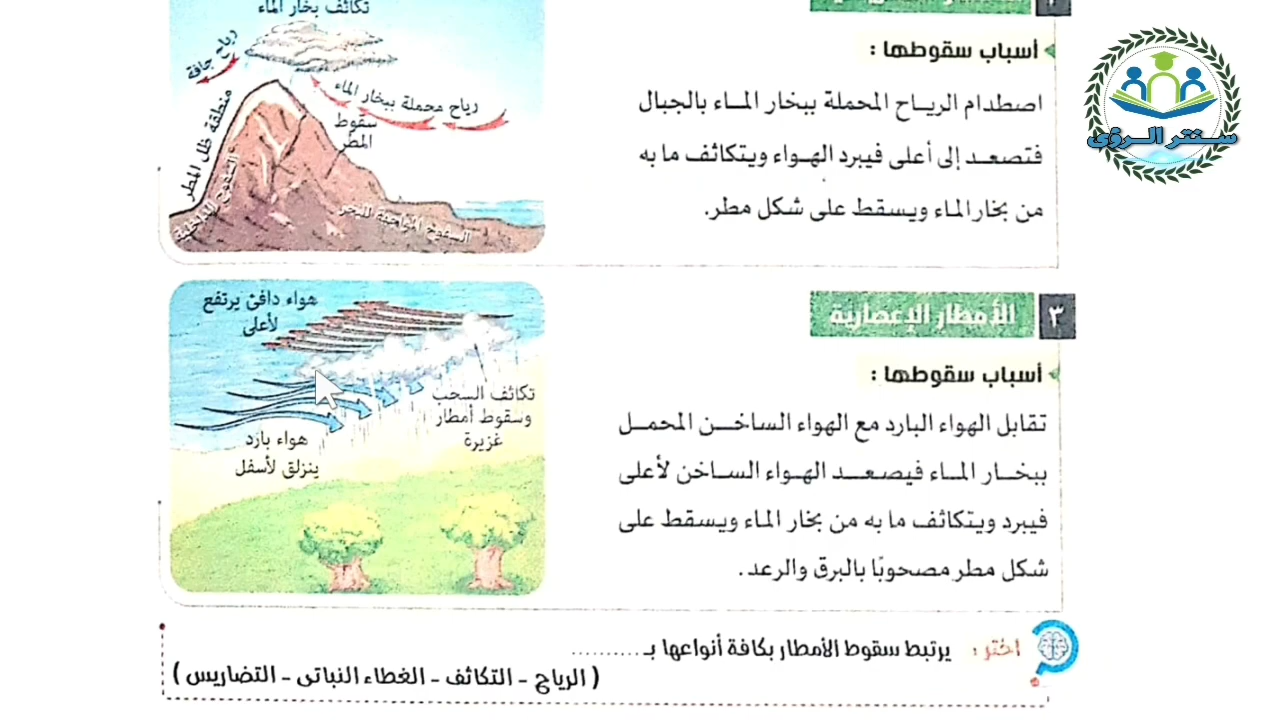 أسباب سقوطها :
اصطدام الرياح المحملة ببخار الماء بالجبال
فتصعد إلى أعلى فيبرد الهواء ويتكاثف ما به
من بخار الماء ويسقط على شكل مطر.
تكاثف بخار الماء
رياح جافة
رياح محملة ببخار الماء
سقوط
المطر
منطقة ظل المطر
السفوح المواجهة للبحر
سنتر الرؤى
٣
الأمطار الإعصارية
أسباب سقوطها :
تقابل الهواء البارد مع الهواء الساخن المحمل
ببخار الماء فيصعد الهواء الساخن لأعلى
فيبرد ويتكاثف ما به من بخار الماء ويسقط على
شكل مطر مصحوبًا بالبرق والرعد.
هواء دافئ يرتفع
لأعلى
تكاثف السحب
وسقوط أمطار
غزيرة
هواء بارد
ينزلق لأسفل
اختر : يرتبط سقوط الأمطار بكافة أنواعها بـ ..........
( الرياح - التكاثف - الغطاء النباتى - التضاريس )